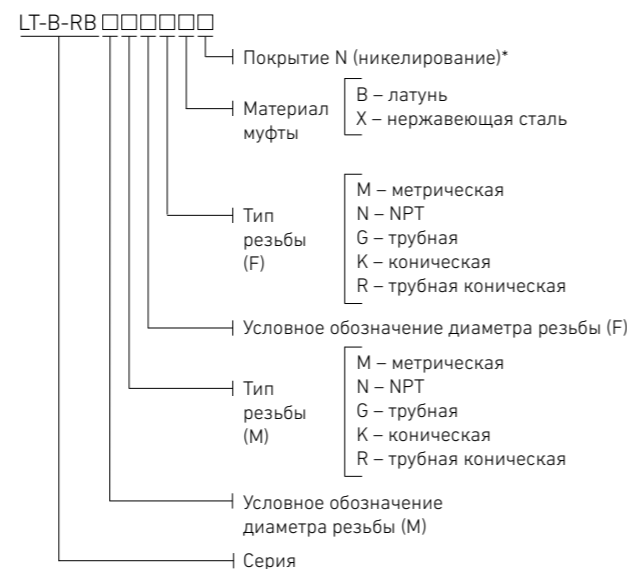 LT-B-RB □□□□□□
Покрытие N (никелирование)*
Материал
муфты
B – латунь
X – нержавеющая сталь
Тип
резьбы
(F)
M – метрическая
N – NPT
G – трубная
K – коническая
R – трубная коническая
Условное обозначение диаметра резьбы (F)
Тип
резьбы
(M)
M – метрическая
N – NPT
G – трубная
K – коническая
R – трубная коническая
Условное обозначение
диаметра резьбы (M)
Серия